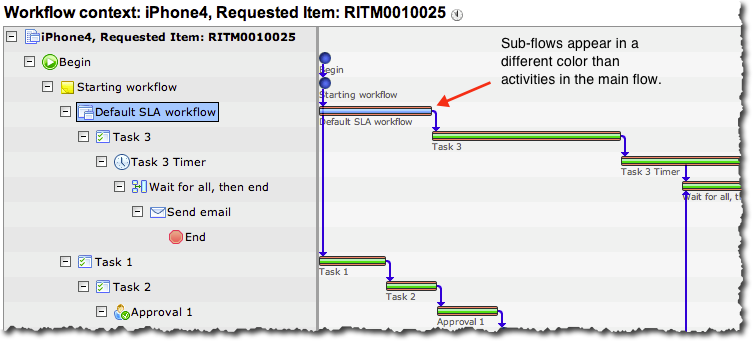 Workflow context: iPhone4, Requested Item: RITM0010025
iPhone4, Requested Item: RITM0010025
Begin
Starting workflow
Default SLA workflow
Task 3
Task 3 Timer
Wait for all, then end
Send email
End
Task 1
Task 2
Approval 1
Sub-flows appear in a
different color than
activities in the main flow.
Begin
Starting workflow
Default SLA workflow
Task 3
Task 3 Timer
Wait for all, th
Task 1
Task 2
Approval 1